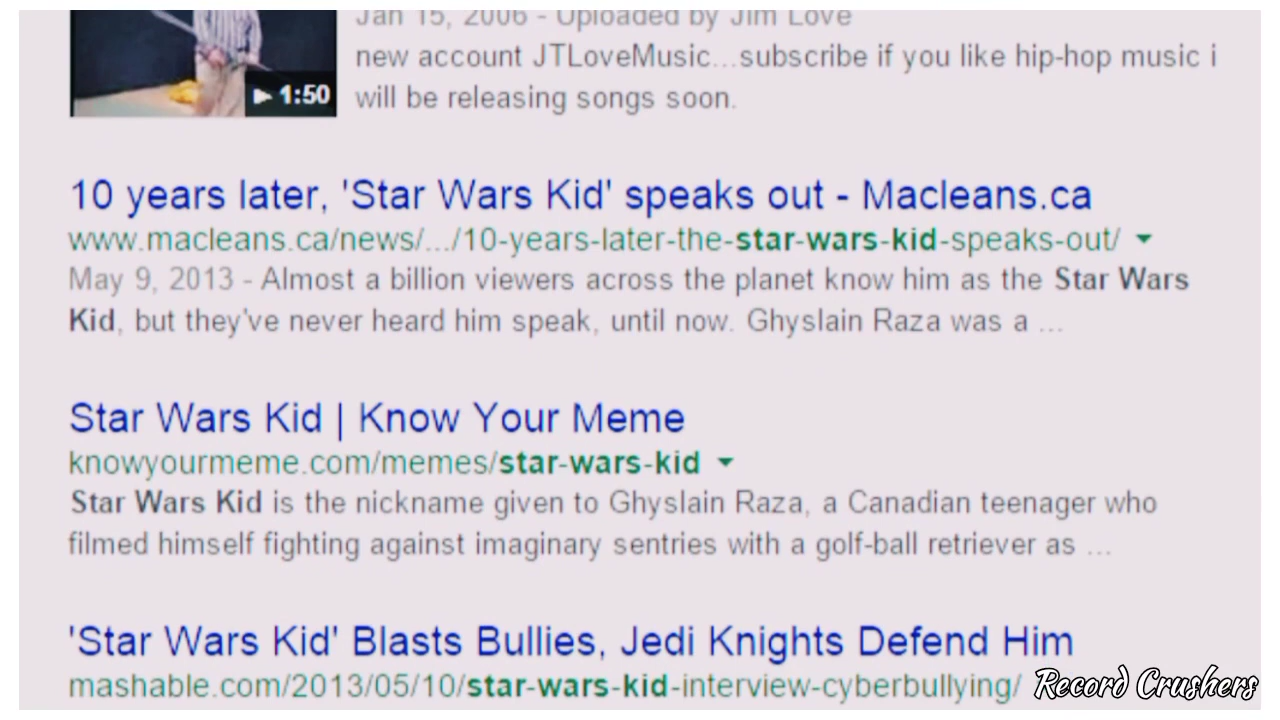 Jan 15, 2006 - Uploaded by Jim Love
new account JTLoveMusic...subscribe if you like hip-hop music i
▶ 1:50
will be releasing songs soon.
10 years later, 'Star Wars Kid' speaks out - Macleans.ca
www.macleans.ca/news/.../10-years-later-the-star-wars-kid-speaks-out/
May 9, 2013 - Almost a billion viewers across the planet know him as the Star Wars
Kid, but they've never heard him speak, until now. Ghyslain Raza was a ...
Star Wars Kid | Know Your Meme
knowyourmeme.com/memes/star-wars-kid
Star Wars Kid is the nickname given to Ghyslain Raza, a Canadian teenager who
filmed himself fighting against imaginary sentries with a golf-ball retriever as ...
'Star Wars Kid' Blasts Bullies, Jedi Knights Defend Him
mashable.com/2013/05/10/star-wars-kid-interview-cyberbullying/
Record Crushers